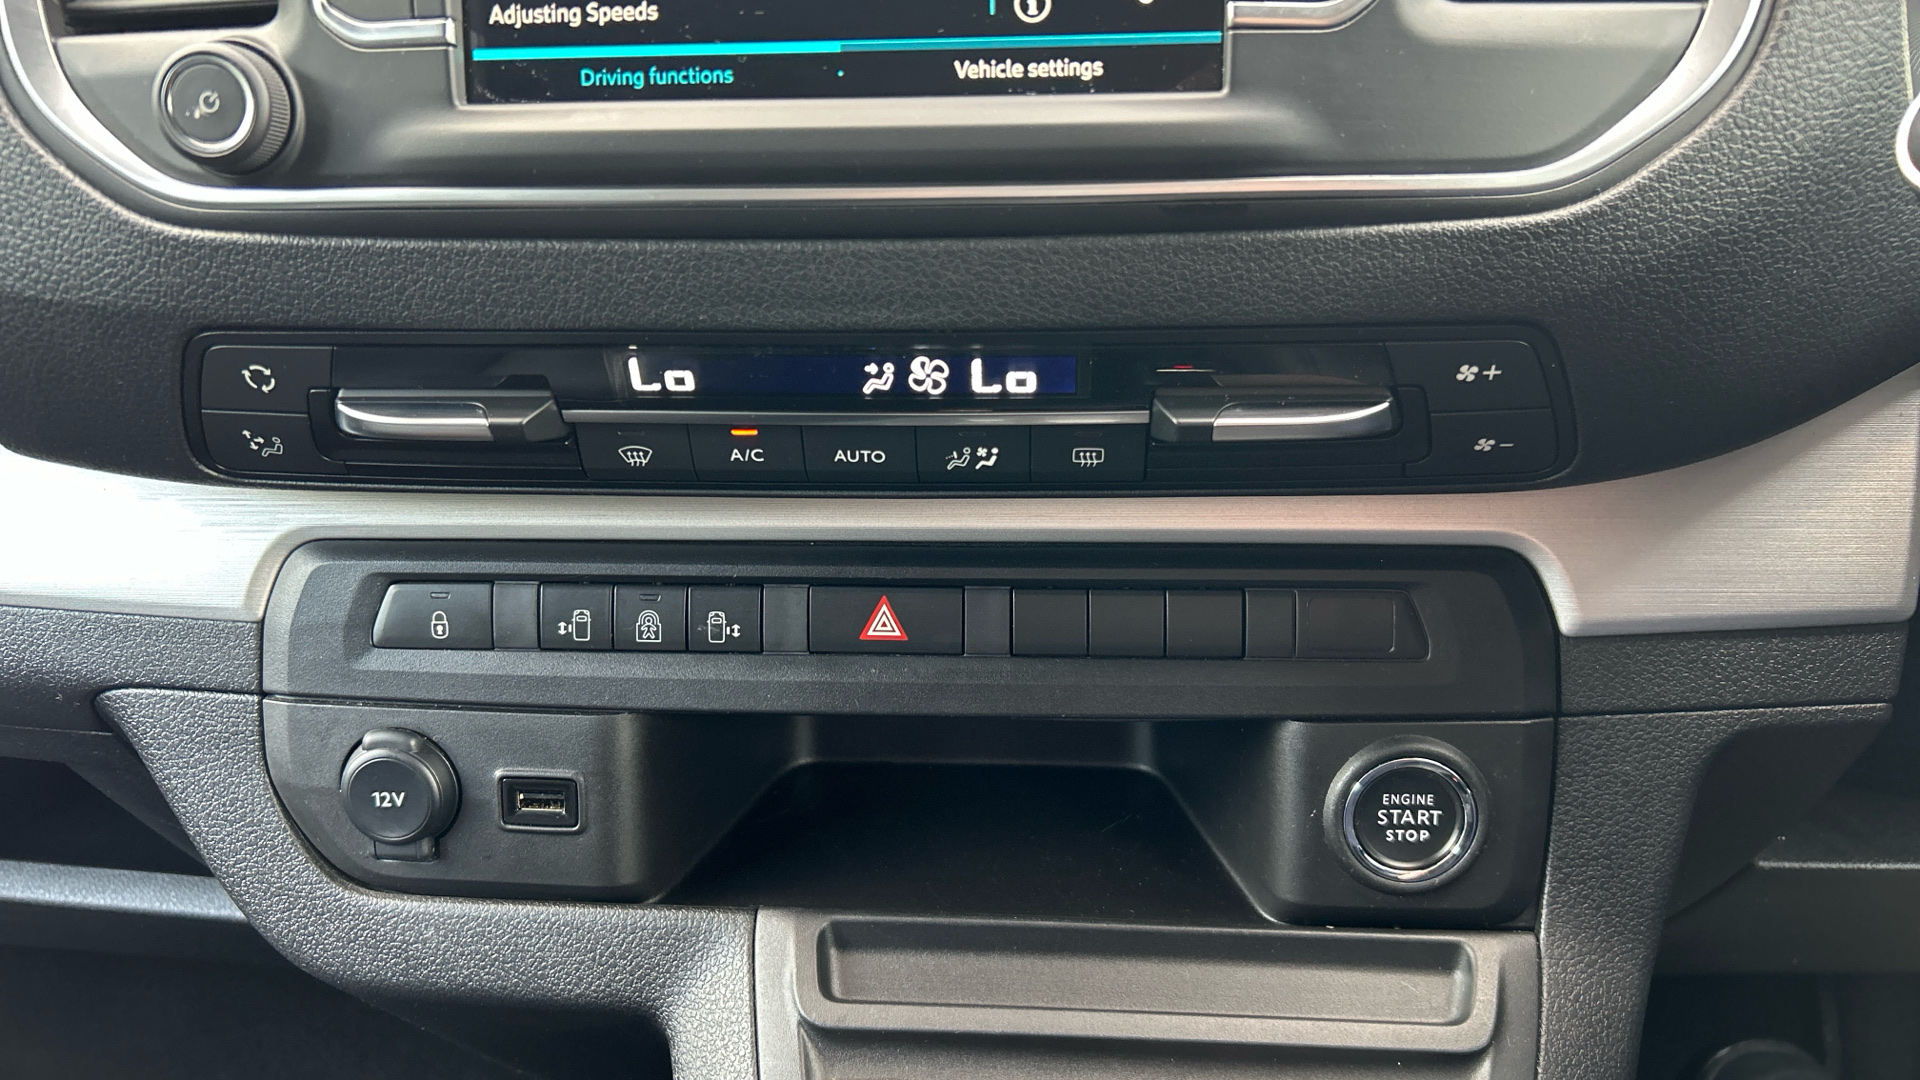 Adjusting Speeds
Driving functions
Vehicle settings
Lo Lo
A/C AUTO
12V
ENGINE
START
STOP